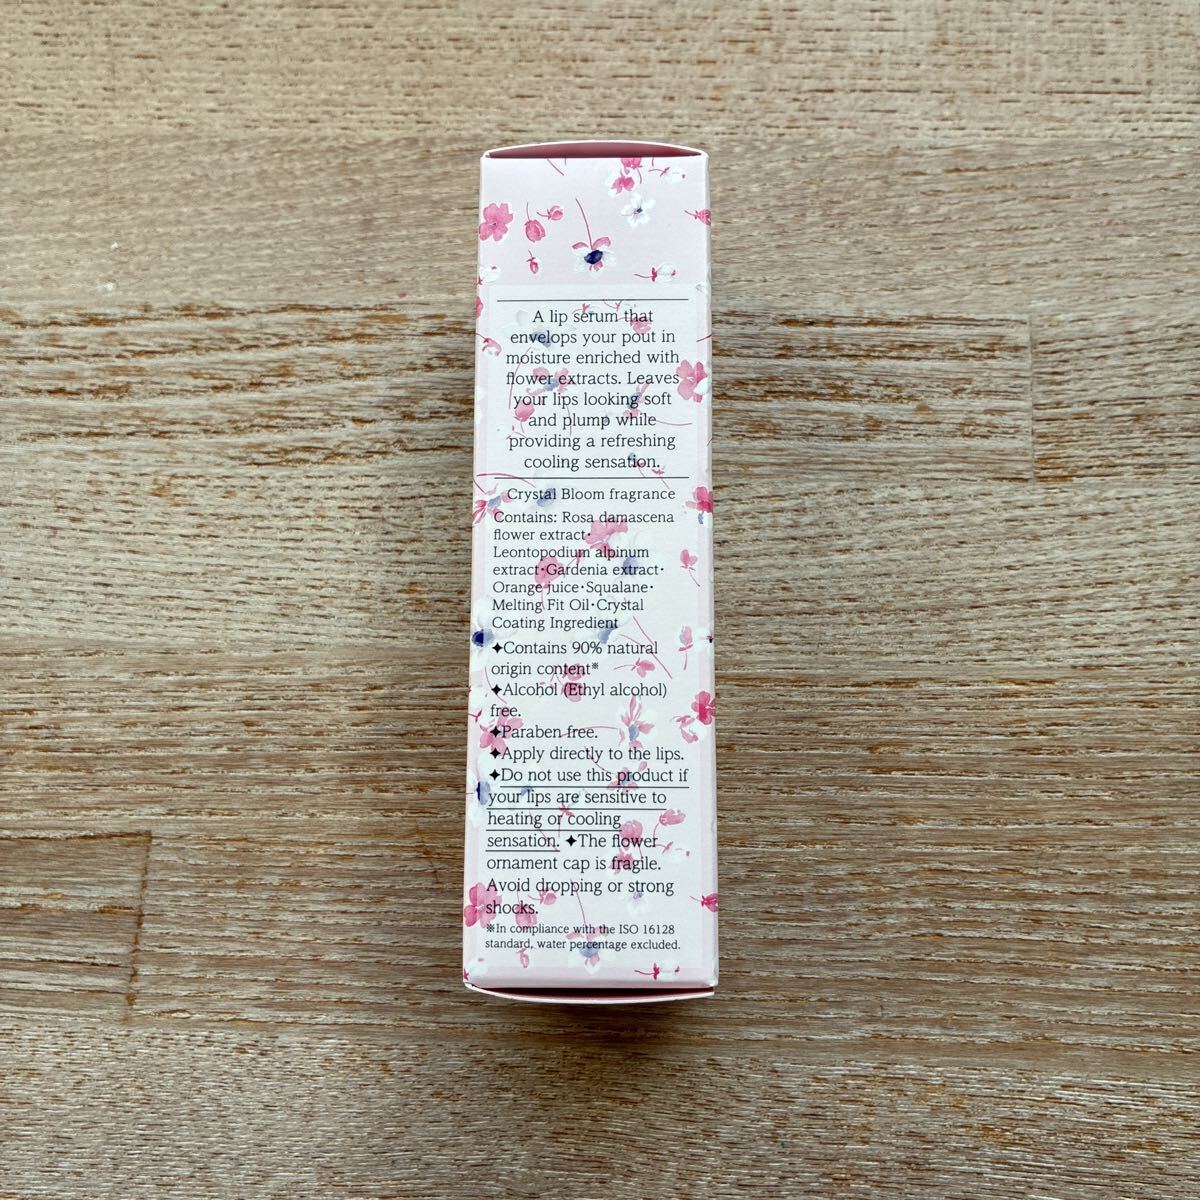 A lip serum that
envelops your pout in
moisture enriched with
flower extracts. Leaves
your lips looking soft
and plump while
providing a refreshing
cooling sensation.
Crystal Bloom fragrance
Contains: Rosa damascena
flower extract･
Leontopodium alpinum
extract･Gardenia extract･
Orange juice･Squalane･
Melting Fit Oil･Crystal
Coating Ingredient
✦Contains 90% natural
origin content※
✦Alcohol (Ethyl alcohol)
free.
✦Paraben free.
✦Apply directly to the lips.
✦Do not use this product if
your lips are sensitive to
heating or cooling
sensation. ✦The flower
ornament cap is fragile.
Avoid dropping or strong
shocks.
※In compliance with the ISO 16128
standard, water percentage excluded.